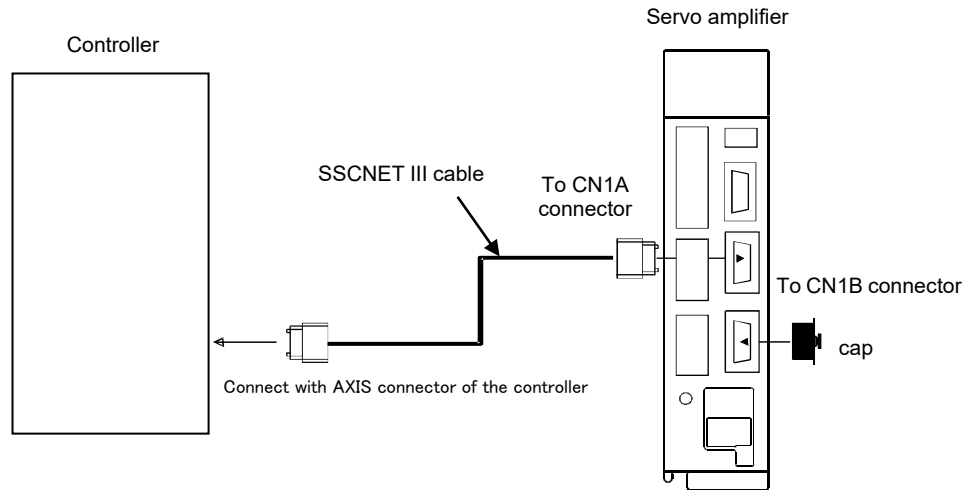 Servo amplifier
Controller
SSCNET III cable
To CN1A
connector
To CN1B connector
cap
Connect with AXIS connector of the controller